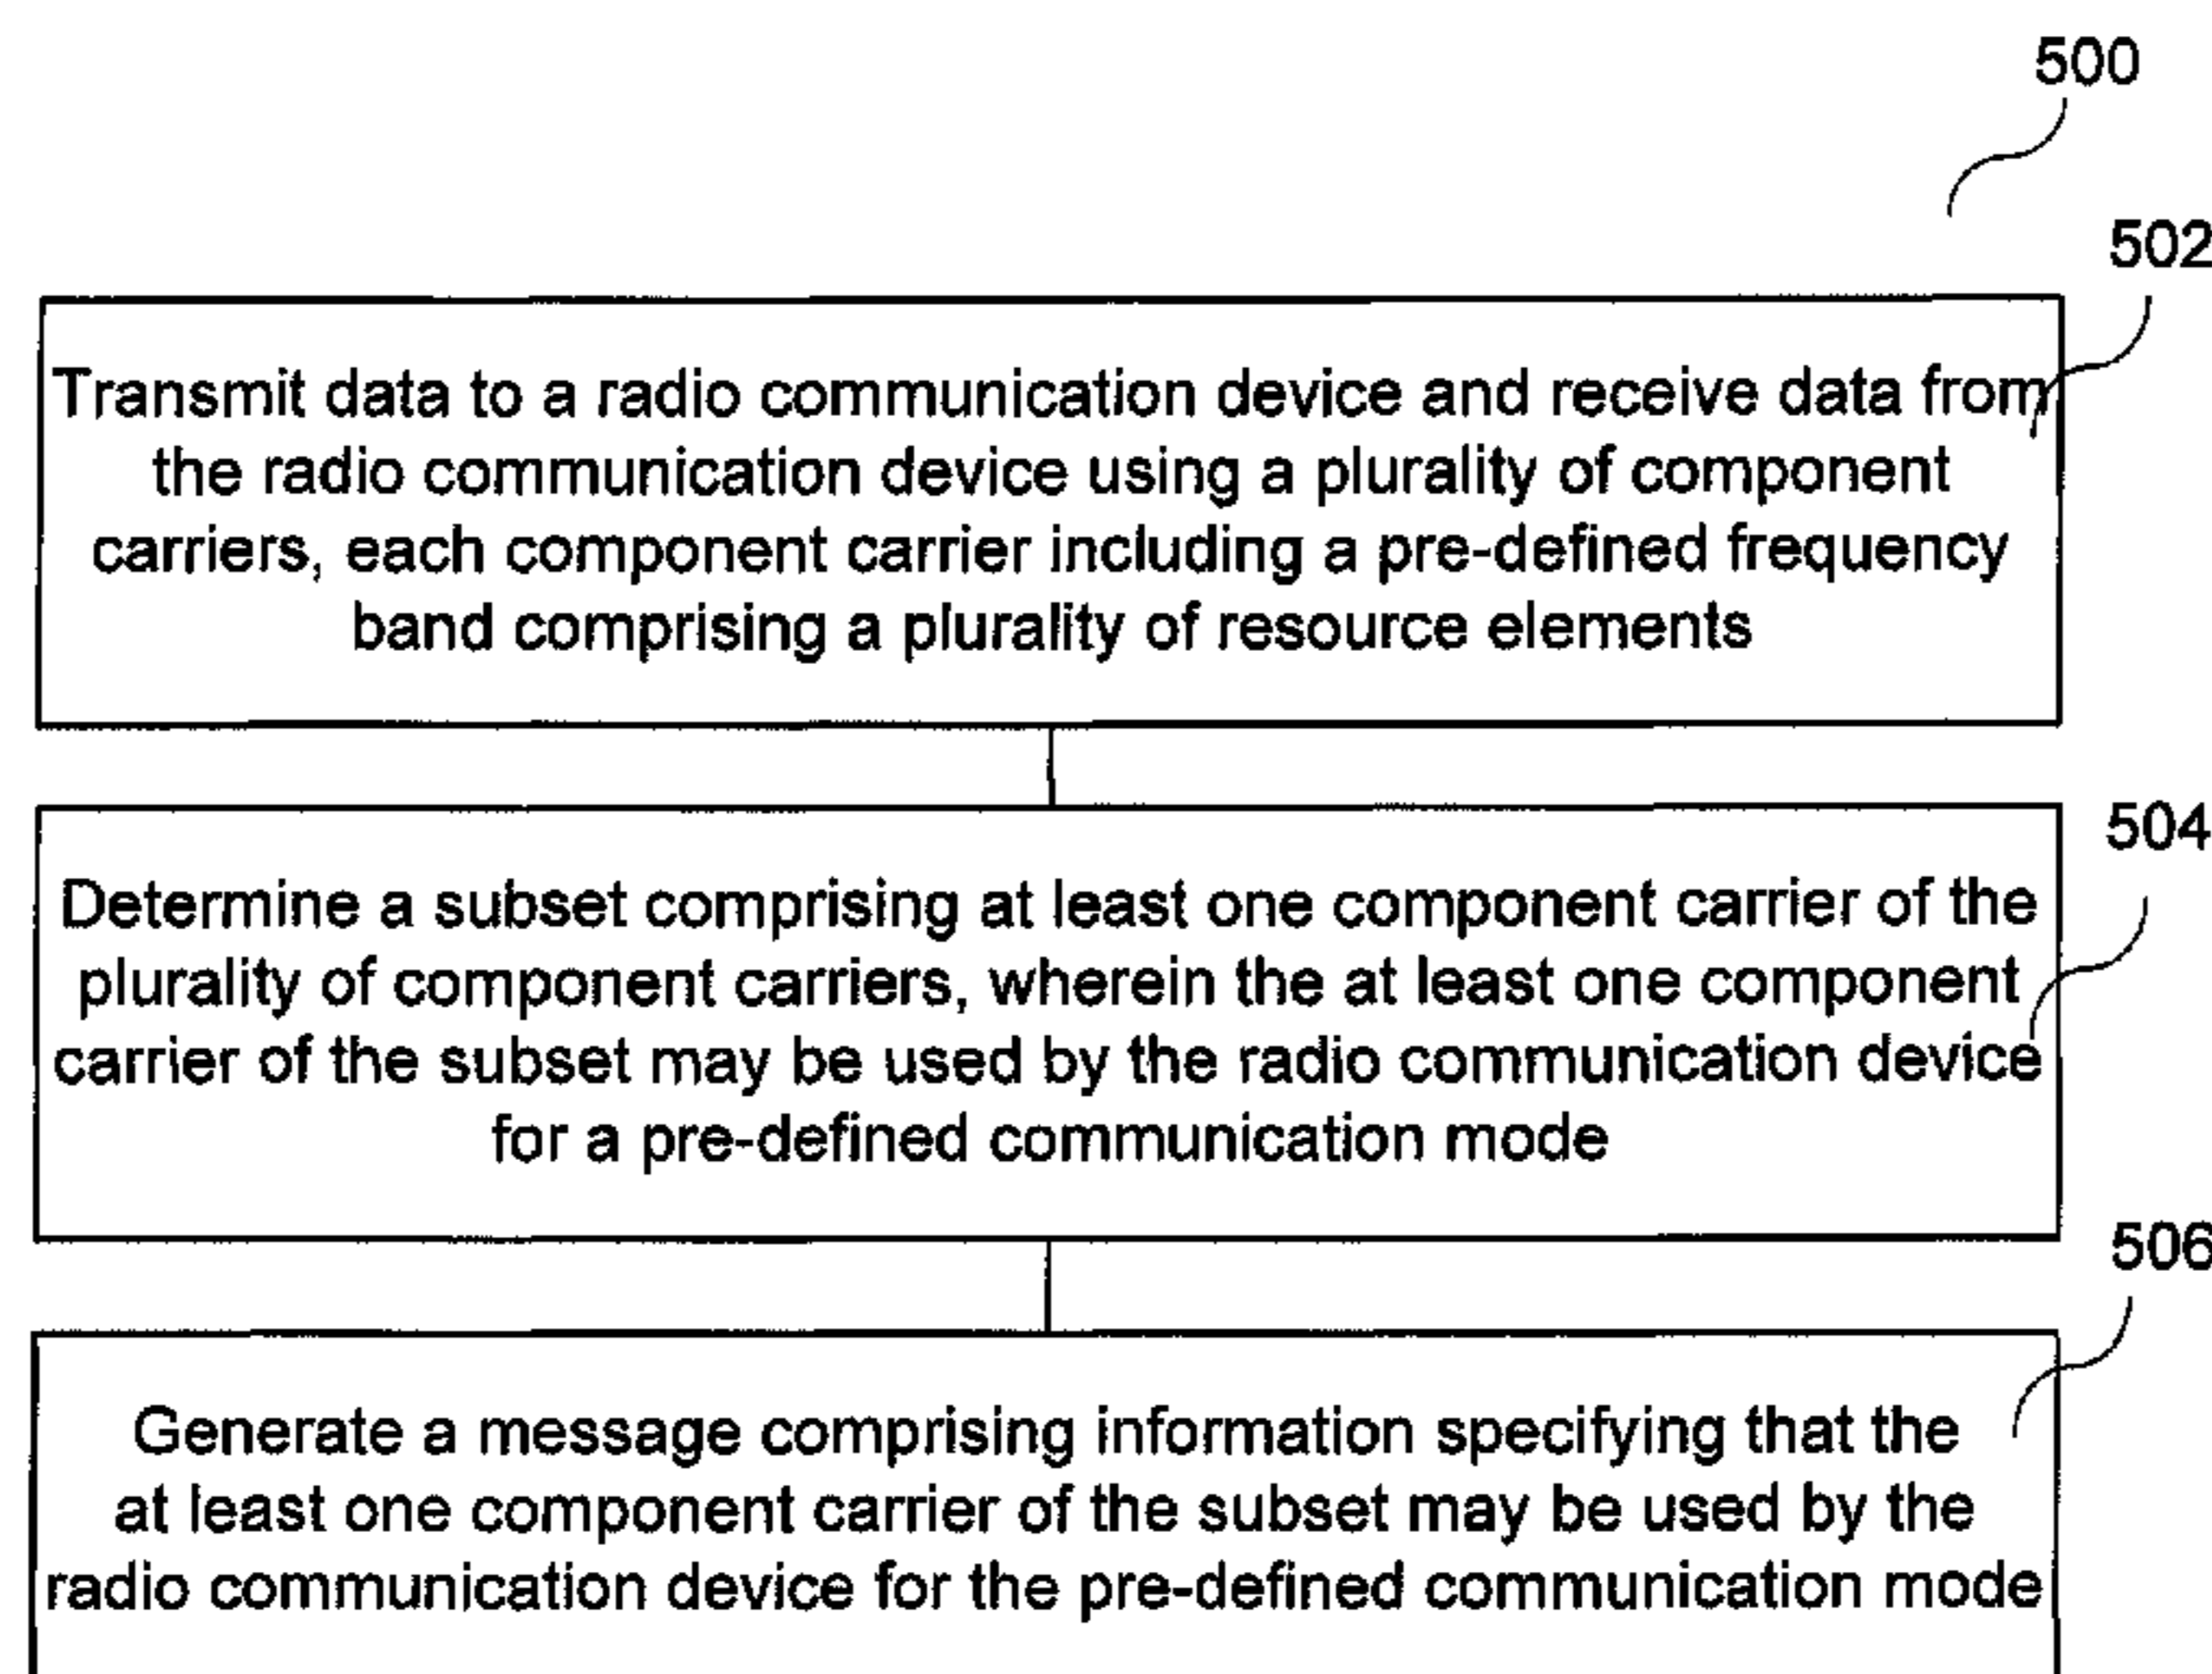 500
502
Transmit data to a radio communication device and receive data from
the radio communication device using a plurality of component
carriers, each component carrier including a pre-defined frequency
band comprising a plurality of resource elements
504
Determine a subset comprising at least one component carrier of the
plurality of component carriers, wherein the at least one component
carrier of the subset may be used by the radio communication device
for a pre-defined communication mode
506
Generate a message comprising information specifying that the
at least one component carrier of the subset may be used by the
radio communication device for the pre-defined communication mode